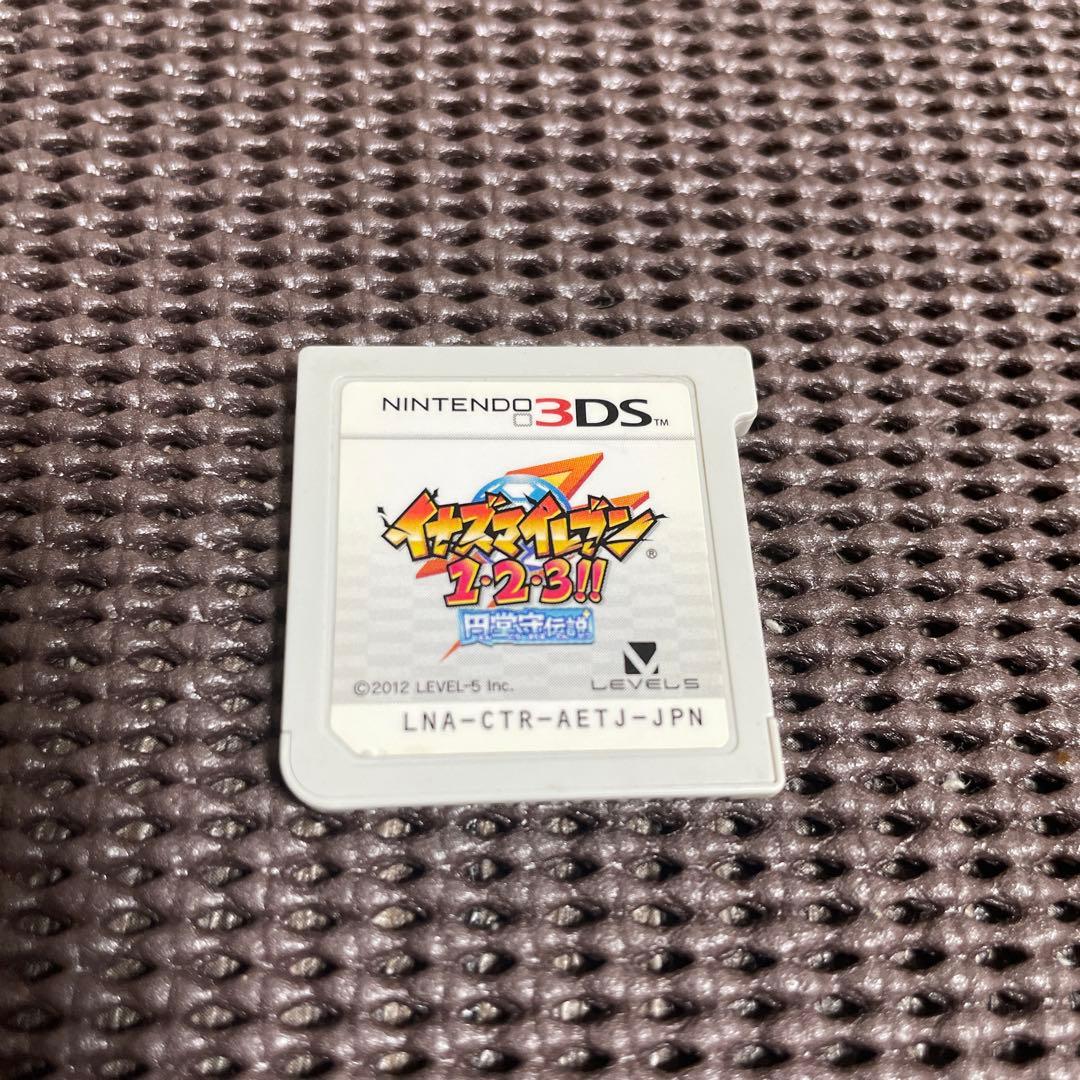 NINTENDO 3DS™
イナズマイレブン®
1・2・3!!
円堂守伝説
©2012 LEVEL-5 Inc.
LEVEL5
LNA-CTR-AETJ-JPN